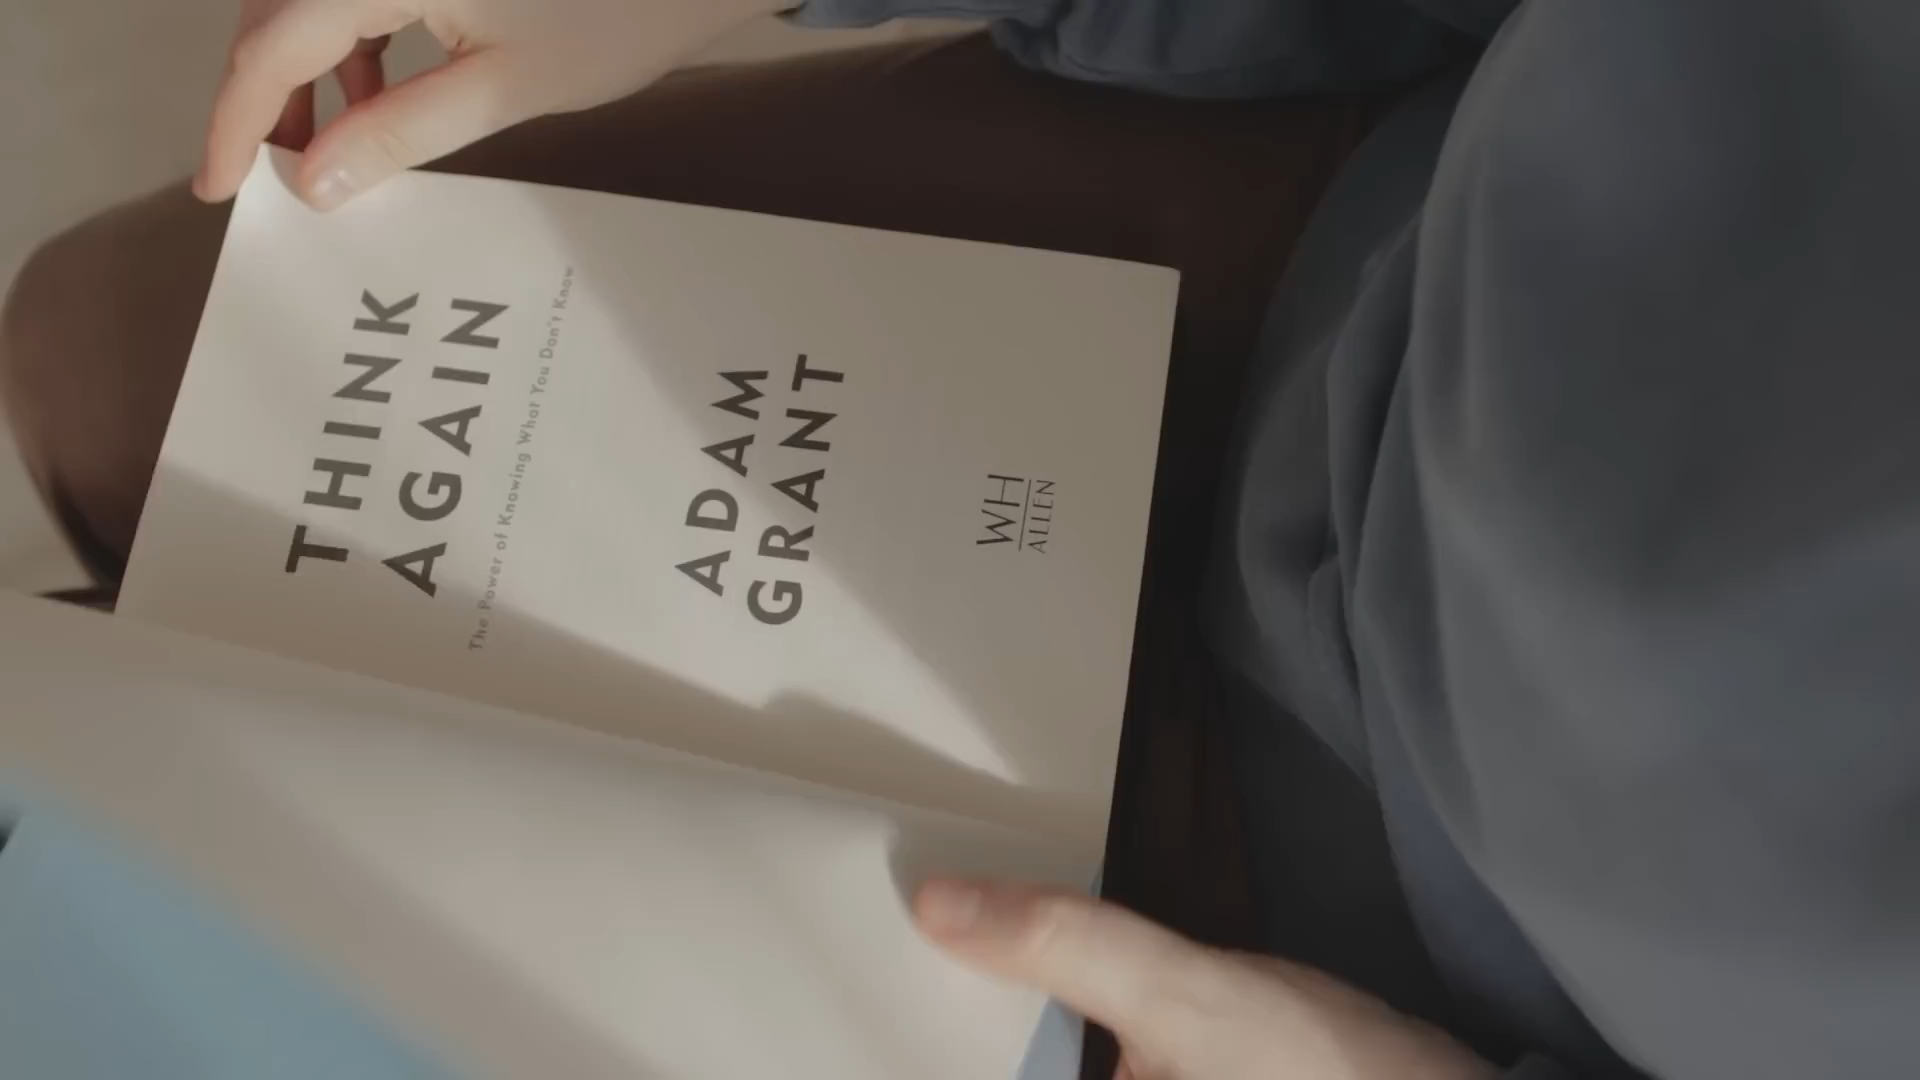 THINK
AGAIN
The Power of Knowing What You Don't Know
ADAM
GRANT
WH
ALLEN